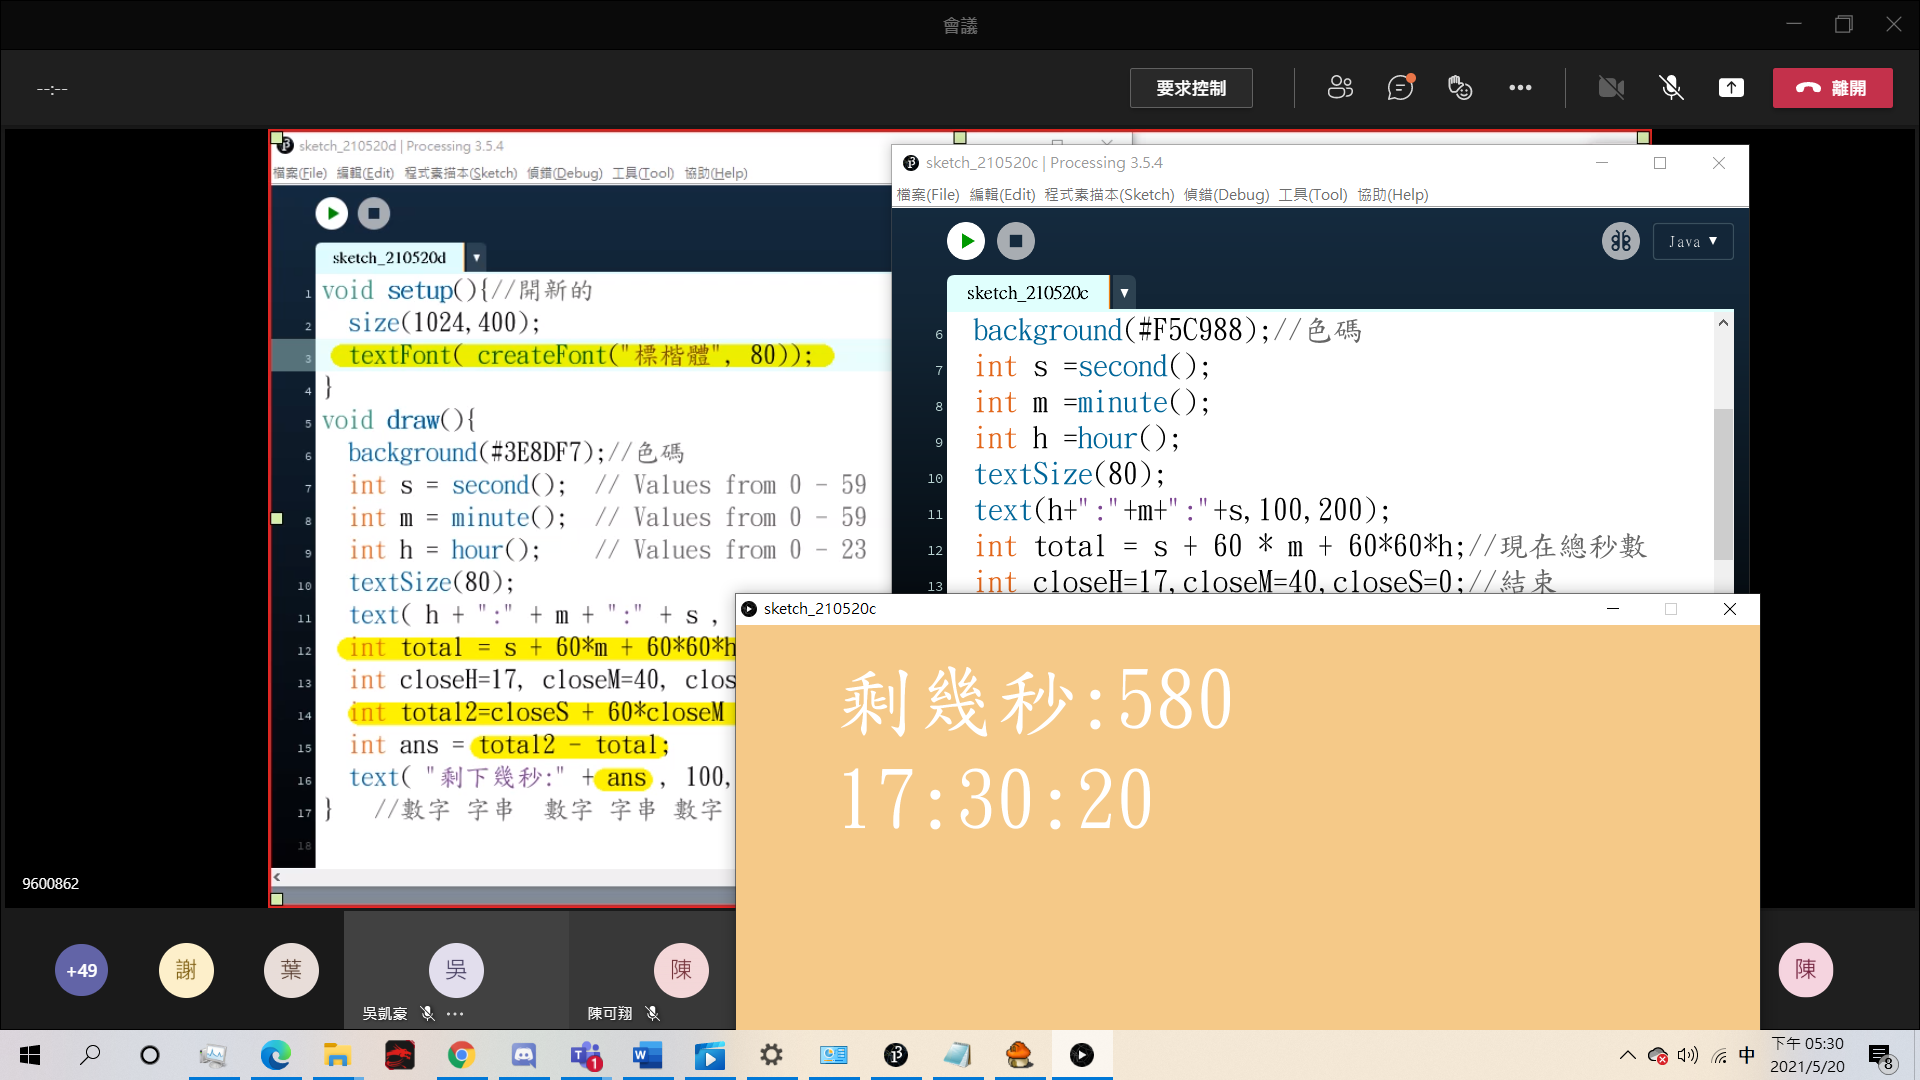 會議
--:--
要求控制
離開
sketch_210520d | Processing 3.5.4
檔案(File) 編輯(Edit) 程式素描本(Sketch) 偵錯(Debug) 工具(Tool) 協助(Help)
sketch_210520d
1 void setup(){//開新的
2 size(1024,400);
3 textFont( createFont("標楷體", 80));
4 }
5 void draw(){
6 background(#3E8DF7);//色碼
7 int s = second(); // Values from 0 - 59
8 int m = minute(); // Values from 0 - 59
9 int h = hour(); // Values from 0 - 23
10 textSize(80);
11 text( h + ":" + m + ":" + s ,
12 int total = s + 60*m + 60*60*h
13 int closeH=17, closeM=40, clos
14 int total2=closeS + 60*closeM
15 int ans = total2 - total;
16 text( "剩下幾秒:" + ans , 100,
17 } //數字 字串 數字 字串 數字
18
sketch_210520c | Processing 3.5.4
檔案(File) 編輯(Edit) 程式素描本(Sketch) 偵錯(Debug) 工具(Tool) 協助(Help)
Java
sketch_210520c
6 background(#F5C988);//色碼
7 int s =second();
8 int m =minute();
9 int h =hour();
10 textSize(80);
11 text(h+":"+m+":"+s,100,200);
12 int total = s + 60 * m + 60*60*h;//現在總秒數
13 int closeH=17,closeM=40,closeS=0;//結束
sketch_210520c
剩幾秒:580
17:30:20
9600862
+49
謝
葉
吳
吳凱豪
陳
陳可翔
陳
1
中
下午 05:30
2021/5/20
8